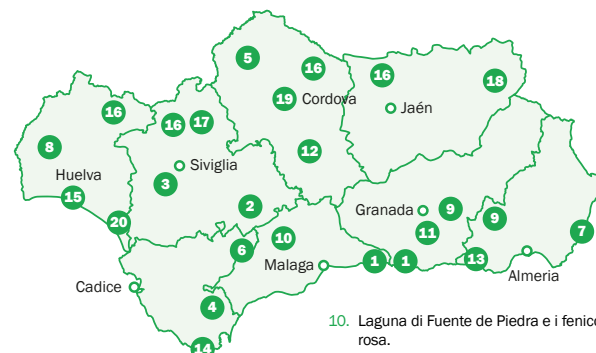 5
16
16
18
19 Cordova
Jaén
16
16 17
8
12
Siviglia
Huelva
3
15
2
Granada
9
9
20
11
7
10
6
Malaga
1
1
13
Almeria
Cadice
4
14
10. Laguna di Fuente de Piedra e i
rosa.